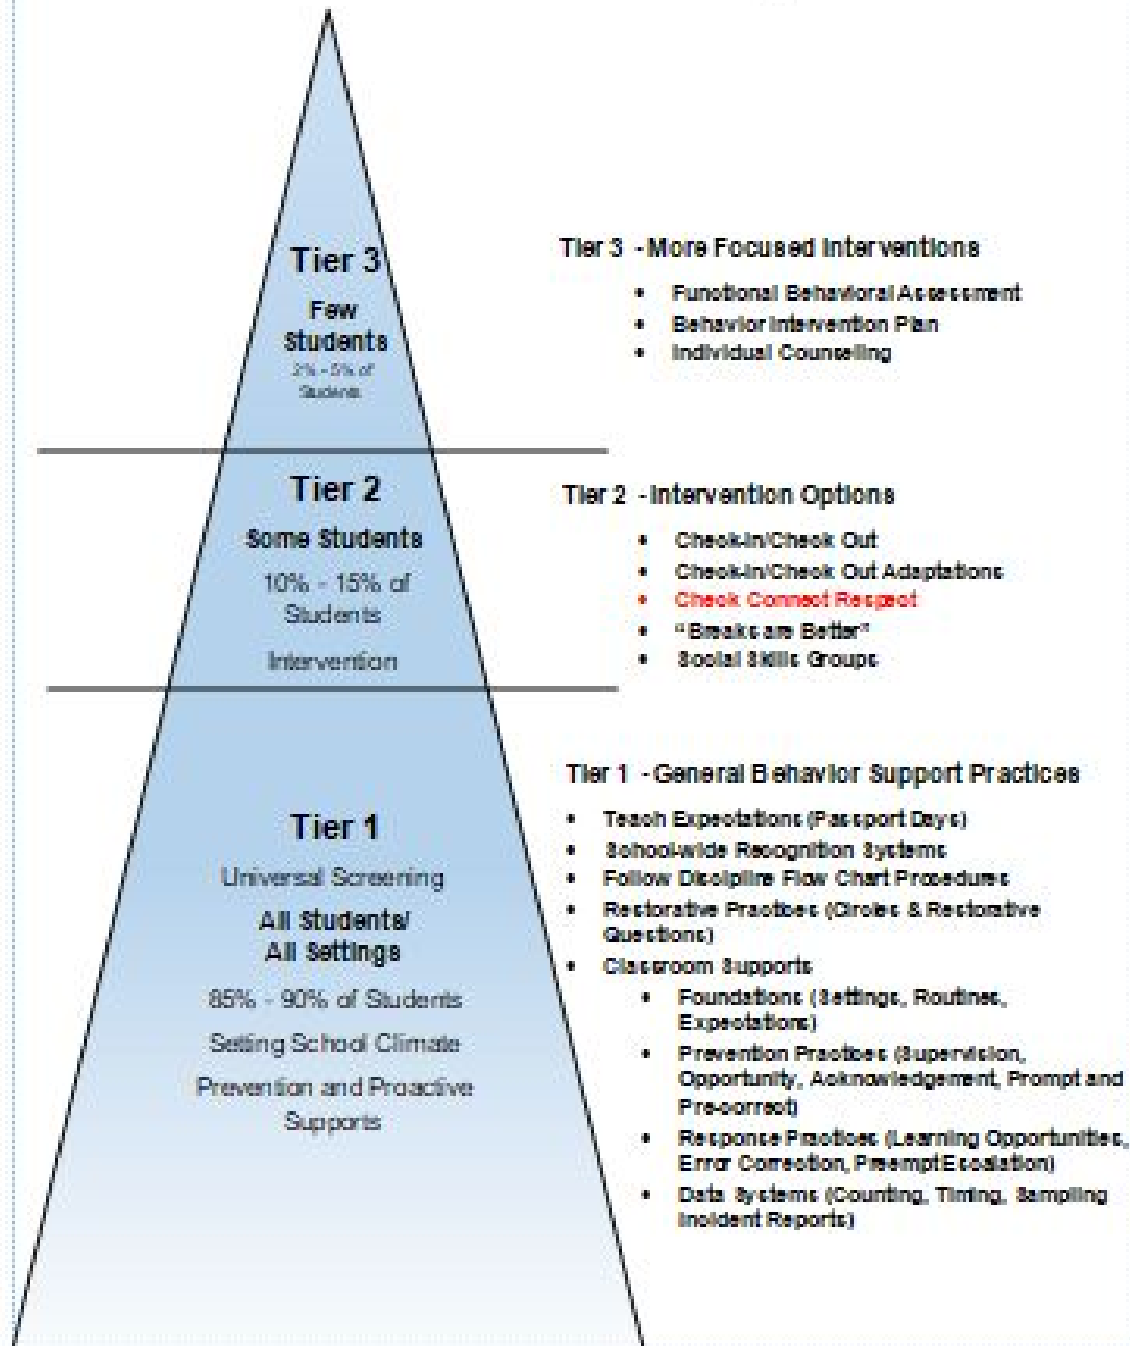 Tier 3
Few
Students
2% - 5% of
Students
Tier 3 - More Focused Interventions
• Functional Behavioral Assessment
• Behavior Intervention Plan
• Individual Counseling
Tier 2
Some Students
10% - 15% of
Students
Intervention
Tier 2 - Intervention Options
• Check-in/Check Out
• Check-in/Check Out Adaptations
• Check Connect Respect
• "Breaks are Better"
• Social Skills Groups
Tier 1
Universal Screening
All Students/
All Settings
85% - 90% of Students
Setting School Climate
Prevention and Proactive
Supports
Tier 1 - General Behavior Support Practices
• Teach Expectations (Passport Days)
• School-wide Recognition Systems
• Follow Discipline Flow Chart Procedures
• Restorative Practices (Circles & Restorative
Questions)
• Classroom Supports
• Foundations (Settings, Routines,
Expectations)
• Prevention Practices (Supervision,
Opportunity, Acknowledgement, Prompt and
Pre-correct)
• Response Practices (Learning Opportunities,
Error Correction, Preempt Escalation)
• Data Systems (Counting, Timing, Sampling
Incident Reports)